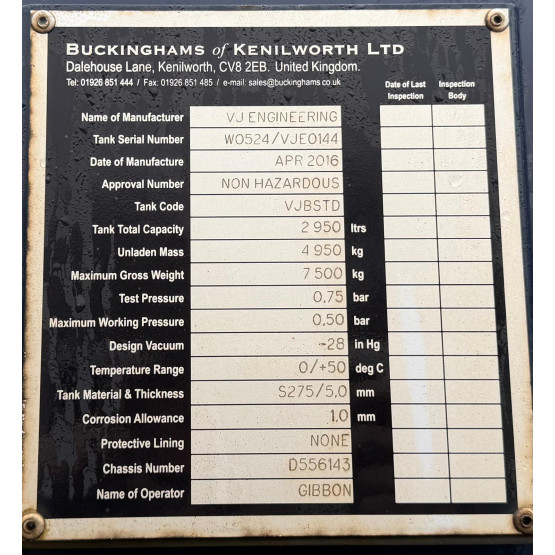 BUCKINGHAMS of KENILWORTH LTD
Dalehouse Lane, Kenilworth, CV8 2EB. United Kingdom.
Tel: 01926 851 444 / Fax: 01926 851 485 / e-mail: sales@buckinghams.co.uk
Date of Last Inspection
Inspection Body
Name of Manufacturer VJ ENGINEERING
Tank Serial Number WO524/VJEO144
Date of Manufacture APR 2016
Approval Number NON HAZARDOUS
Tank Code VJBSTD
Tank Total Capacity 2 950 ltrs
Unladen Mass 4 950 kg
Maximum Gross Weight 7 500 kg
Test Pressure 0,75 bar
Maximum Working Pressure 0,50 bar
Design Vacuum -28 in Hg
Temperature Range 0/+50 deg C
Tank Material & Thickness S275/5,0 mm
Corrosion Allowance 1.0 mm
Protective Lining NONE
Chassis Number D556143
Name of Operator GIBBON